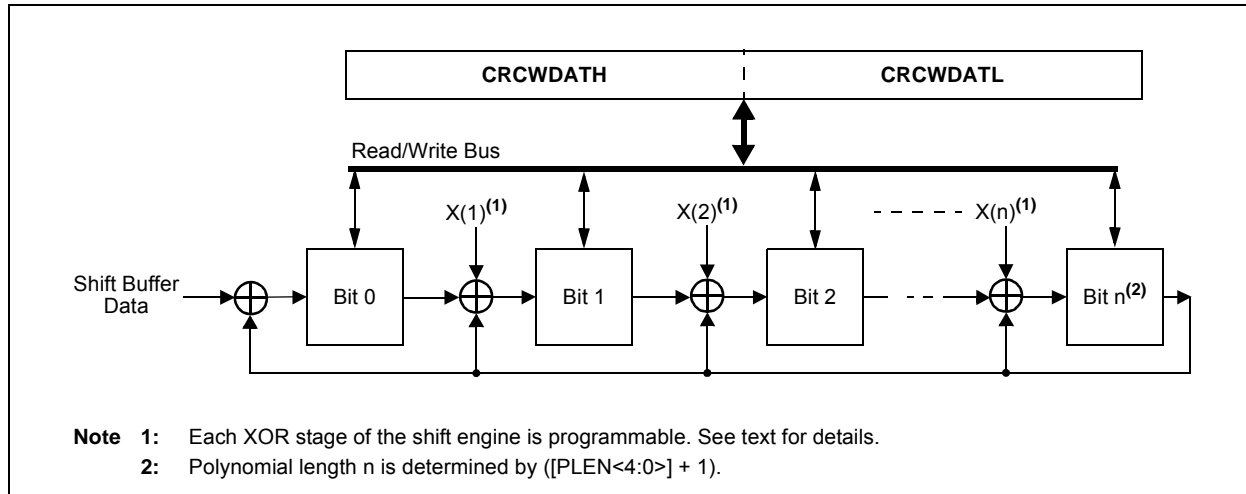 CRCWDATH CRCWDATL
Read/Write Bus
X(1)(1) X(2)(1) X(n)(1)
Shift Buffer
Data
Bit 0 Bit 1 Bit 2 Bit n(2)
Note 1: Each XOR stage of the shift engine is programmable. See text for details.
2: Polynomial length n is determined by ([PLEN<4:0>] + 1).